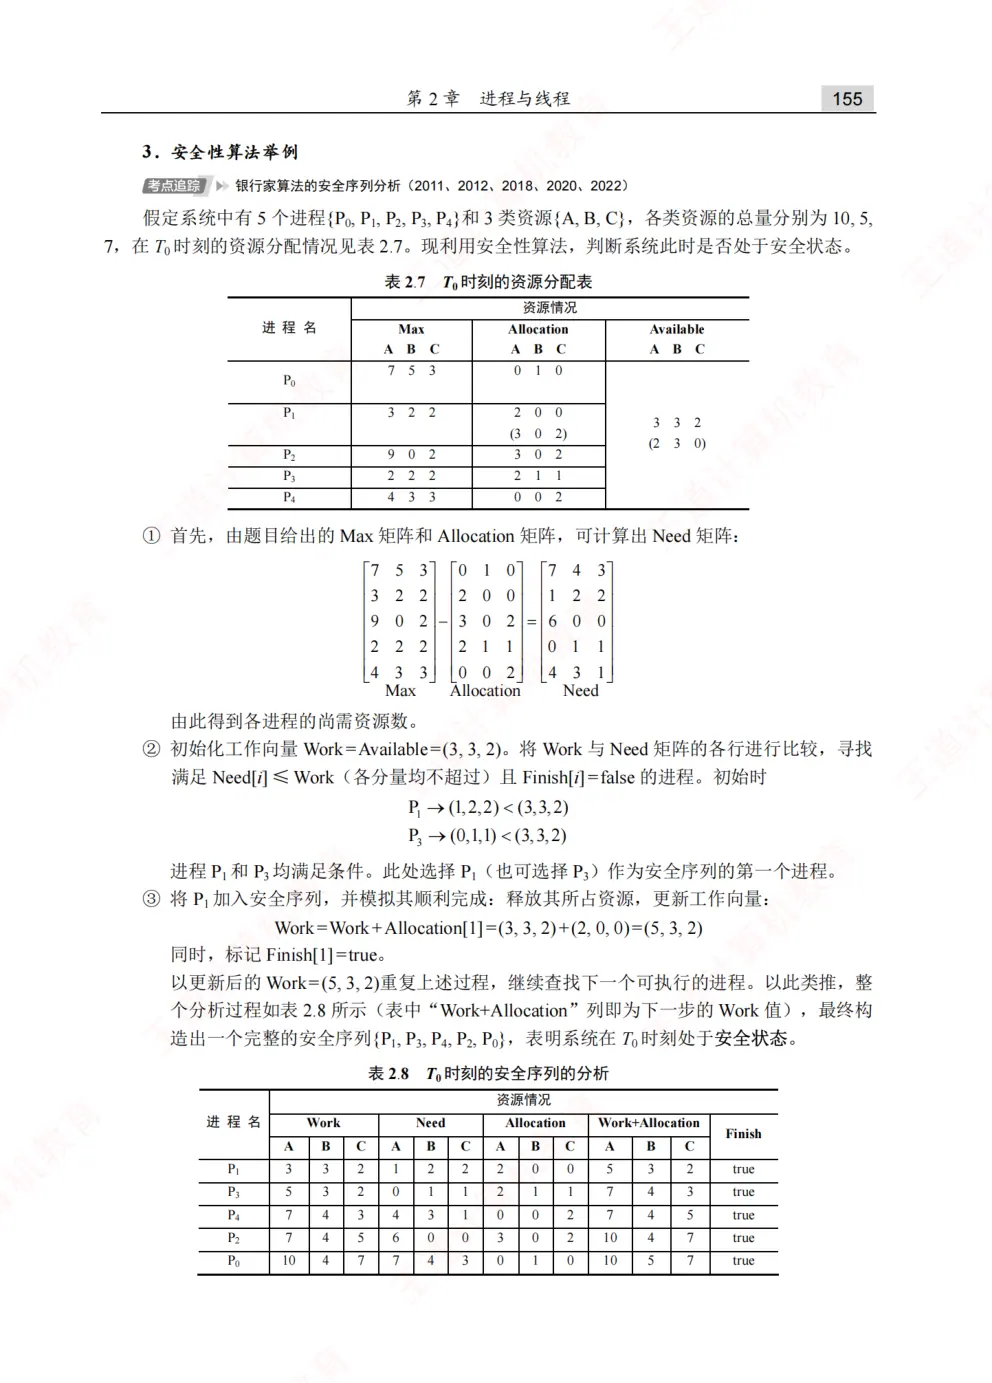 第 2 章 进程与线程 155
3．安全性算法举例
考点追踪 银行家算法的安全序列分析（2011、2012、2018、2020、2022）
假定系统中有 5 个进程{P0, P1, P2, P3, P4}和 3 类资源{A, B, C}，各类资源的总量分别为 10, 5,
7，在 T0时刻的资源分配情况见表 2.7。现利用安全性算法，判断系统此时是否处于安全状态。
表 2.7 T0时刻的资源分配表
资源情况
进 程 名 Max Allocation Available
A B C A B C A B C
P0 7 5 3 0 1 0
P1 3 2 2 2 0 0
(3 0 2)
3 3 2
(2 3 0)
P2 9 0 2 3 0 2
P3 2 2 2 2 1 1
P4 4 3 3 0 0 2
① 首先，由题目给出的 Max 矩阵和 Allocation 矩阵，可计算出 Need 矩阵：
7 5 3 0 1 0 7 4 3
3 2 2 2 0 0 1 2 2
9 0 2 − 3 0 2 = 6 0 0
2 2 2 2 1 1 0 1 1
4 3 3 0 0 2 4 3 1
Max Allocation Need
由此得到各进程的尚需资源数。
② 初始化工作向量 Work=Available=(3, 3, 2)。将 Work 与 Need 矩阵的各行进行比较，寻找
满足 Need[i] ≤ Work（各分量均不超过）且 Finish[i]=false 的进程。初始时
P1 → (1,2,2) < (3,3,2)
P3 → (0,1,1) < (3,3,2)
进程 P1 和 P3 均满足条件。此处选择 P1（也可选择 P3）作为安全序列的第一个进程。
③ 将 P1 加入安全序列，并模拟其顺利完成：释放其所占资源，更新工作向量：
Work=Work+Allocation[1]=(3, 3, 2)+(2, 0, 0)=(5, 3, 2)
同时，标记 Finish[1]=true。
以更新后的 Work=(5, 3, 2)重复上述过程，继续查找下一个可执行的进程。以此类推，整
个分析过程如表 2.8 所示（表中“Work+Allocation”列即为下一步的 Work 值），最终构
造出一个完整的安全序列{P1, P3, P4, P2, P0}，表明系统在 T0时刻处于安全状态。
表 2.8 T0时刻的安全序列的分析
资源情况
进 程 名 Work Need Allocation Work+Allocation Finish
A B C A B C A B C A B C
P1 3 3 2 1 2 2 2 0 0 5 3 2 true
P3 5 3 2 0 1 1 2 1 1 7 4 3 true
P4 7 4 3 4 3 1 0 0 2 7 4 5 true
P2 7 4 5 6 0 0 3 0 2 10 4 7 true
P0 10 4 7 7 4 3 0 1 0 10 5 7 true